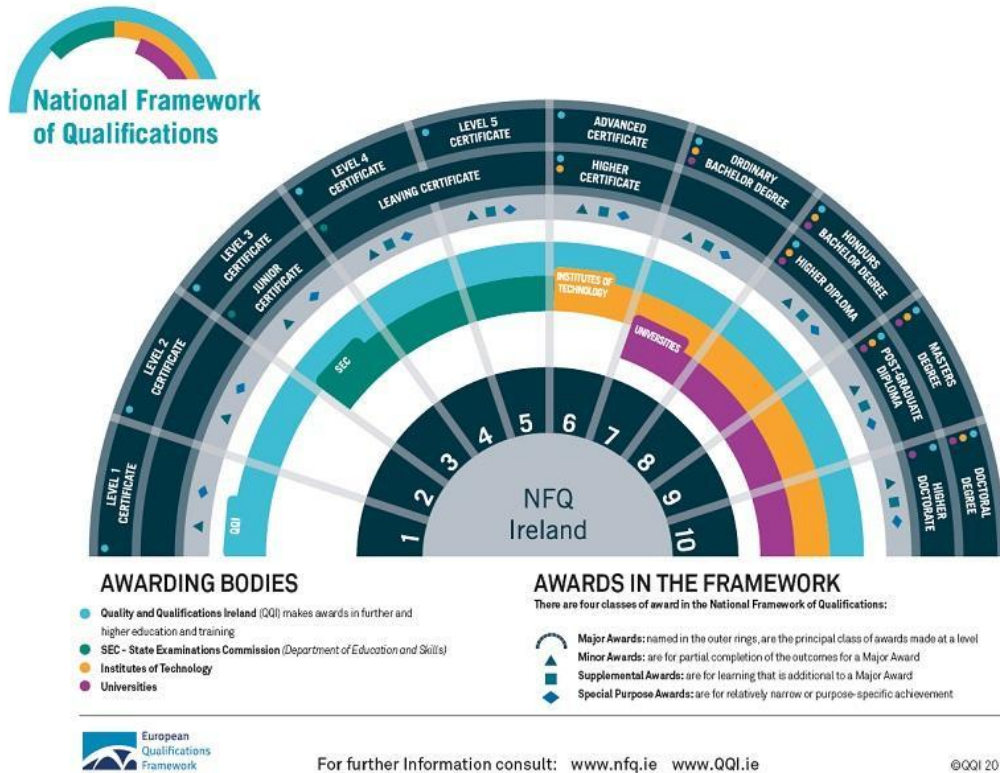 National Framework
of Qualifications
LEVEL 1
CERTIFICATE
LEVEL 2
CERTIFICATE
LEVEL 3
CERTIFICATE
JUNIOR
CERTIFICATE
LEVEL 4
CERTIFICATE
LEVEL 5
CERTIFICATE
LEAVING CERTIFICATE
ADVANCED
CERTIFICATE
HIGHER
CERTIFICATE
ORDINARY
BACHELOR DEGREE
HONOURS
BACHELOR DEGREE
HIGHER DIPLOMA
MASTERS
DEGREE
POST-GRADUATE
DIPLOMA
DOCTORAL
DEGREE
HIGHER
DOCTORATE
QQI
SEC
INSTITUTES OF
TECHNOLOGY
UNIVERSITIES
1
2
3
4
5
6
7
8
9
10
NFQ
Ireland
AWARDING BODIES
Quality and Qualifications Ireland (QQI) makes awards in further and
higher education and training
SEC - State Examinations Commission (Department of Education and Skills)
Institutes of Technology
Universities
AWARDS IN THE FRAMEWORK
There are four classes of award in the National Framework of Qualifications:
Major Awards: named in the outer rings, are the principal class of awards made at a level
Minor Awards: are for partial completion of the outcomes for a Major Award
Supplemental Awards: are for learning that is additional to a Major Award
Special Purpose Awards: are for relatively narrow or purpose-specific achievement
European
Qualifications
Framework
For further Information consult: www.nfq.ie www.QQI.ie
©QQI 20